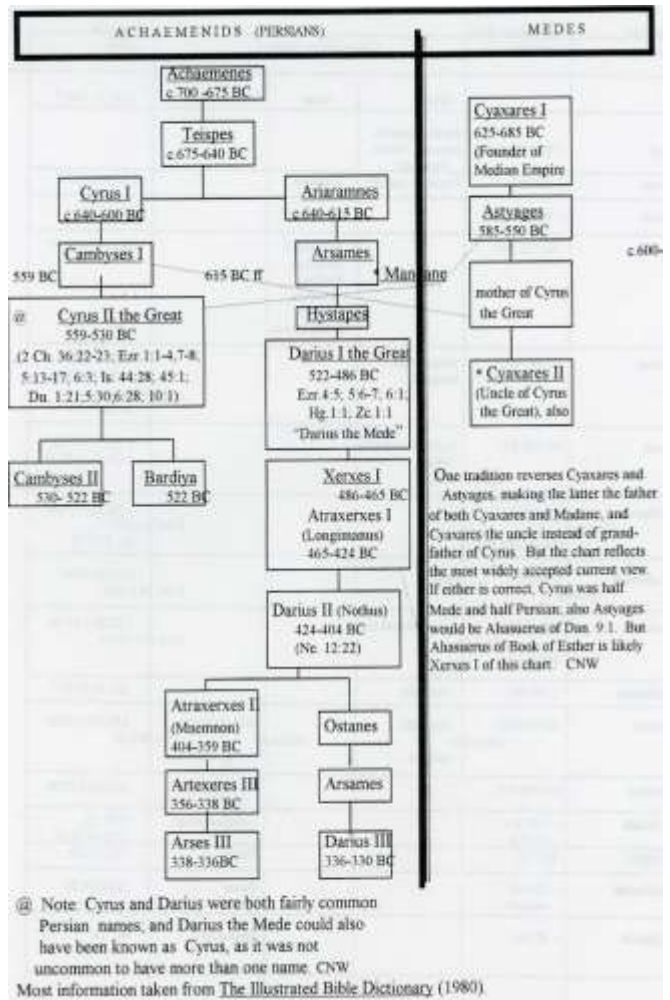 ACHAEMENIDS (PERSIANS)
MEDES
Achaemenes
c.700 -675 BC
Teispes
c.675-640 BC
Cyrus I
c.640-600 BC
Ariaramnes
c.640-615 BC
Cambyses I
559 BC
615 BC ff
Arsames
* Mandane
Hystapes
@ Cyrus II the Great
559-530 BC
(2 Ch. 36:22-23; Ezr 1:1-4,7-8;
5:13-17; 6:3; Is. 44:28; 45:1;
Dn. 1:21;5:30;6:28; 10:1)
Darius I the Great
522-486 BC
Ezr.4:5; 5:6-7; 6:1;
Hg.1:1; Zc.1:1
"Darius the Mede"
Cambyses II
530- 522 BC
Bardiya
522 BC
Xerxes I
486-465 BC
Atraxerxes I
(Longimanus)
465-424 BC
Darius II (Nothus)
424-404 BC
(Ne. 12:22)
Atraxerxes II
(Mnemnon)
404-359 BC
Ostanes
Artexeres III
356-338 BC
Arsames
Arses III
338-336BC
Darius III
336-330 BC
Cyaxares I
625-685 BC
(Founder of
Median Empire
Astyages
585-550 BC
c.600-
mother of Cyrus
the Great
* Cyaxares II
(Uncle of Cyrus
the Great), also
One tradition reverses Cyaxares and
Astyages, making the latter the father
of both Cyaxares and Madane, and
Cyaxares the uncle instead of grand-
father of Cyrus. But the chart reflects
the most widely accepted current view.
If either is correct, Cyrus was half
Mede and half Persian; also Astyages
would be Ahasuerus of Dan. 9:1. But
Ahasuerus of Book of Esther is likely
Xerxes I of this chart. CNW
@ Note: Cyrus and Darius were both fairly common
Persian names, and Darius the Mede could also
have been known as Cyrus, as it was not
uncommon to have more than one name. CNW
Most information taken from The Illustrated Bible Dictionary (1980).